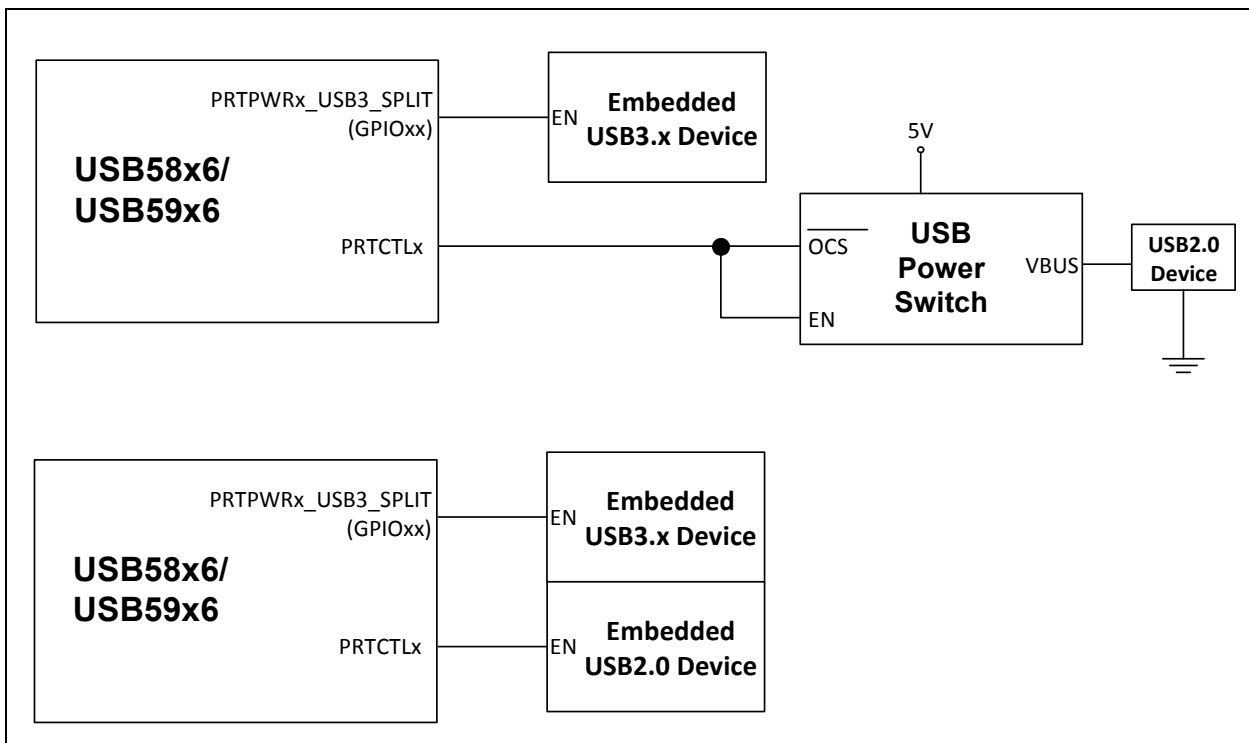 PRTPWRx_USB3_SPLIT
(GPIOxx)
USB58x6/
USB59x6
PRTCTLx
EN
Embedded
USB3.x Device
5V
OCS
EN
USB
Power
Switch
VBUS
USB2.0
Device
PRTPWRx_USB3_SPLIT
(GPIOxx)
USB58x6/
USB59x6
PRTCTLx
EN
Embedded
USB3.x Device
EN
Embedded
USB2.0 Device